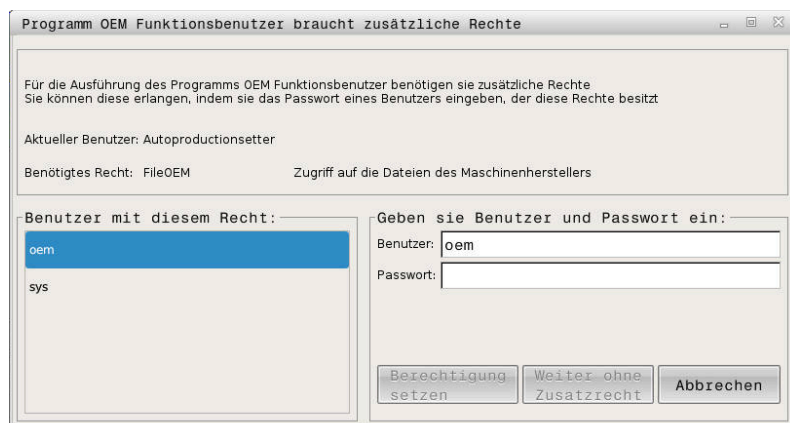 Programm OEM Funktionsbenutzer braucht zusätzliche Rechte
Für die Ausführung des Programms OEM Funktionsbenutzer benötigen sie zusätzliche Rechte
Sie können diese erlangen, indem sie das Passwort eines Benutzers eingeben, der diese Rechte besitzt
Aktueller Benutzer: Autoproductionsetter
Benötigtes Recht: FileOEM Zugriff auf die Dateien des Maschinenherstellers
Benutzer mit diesem Recht:
oem
sys
Geben sie Benutzer und Passwort ein:
Benutzer: oem
Passwort:
Berechtigung
setzen
Weiter ohne
Zusatzrecht
Abbrechen